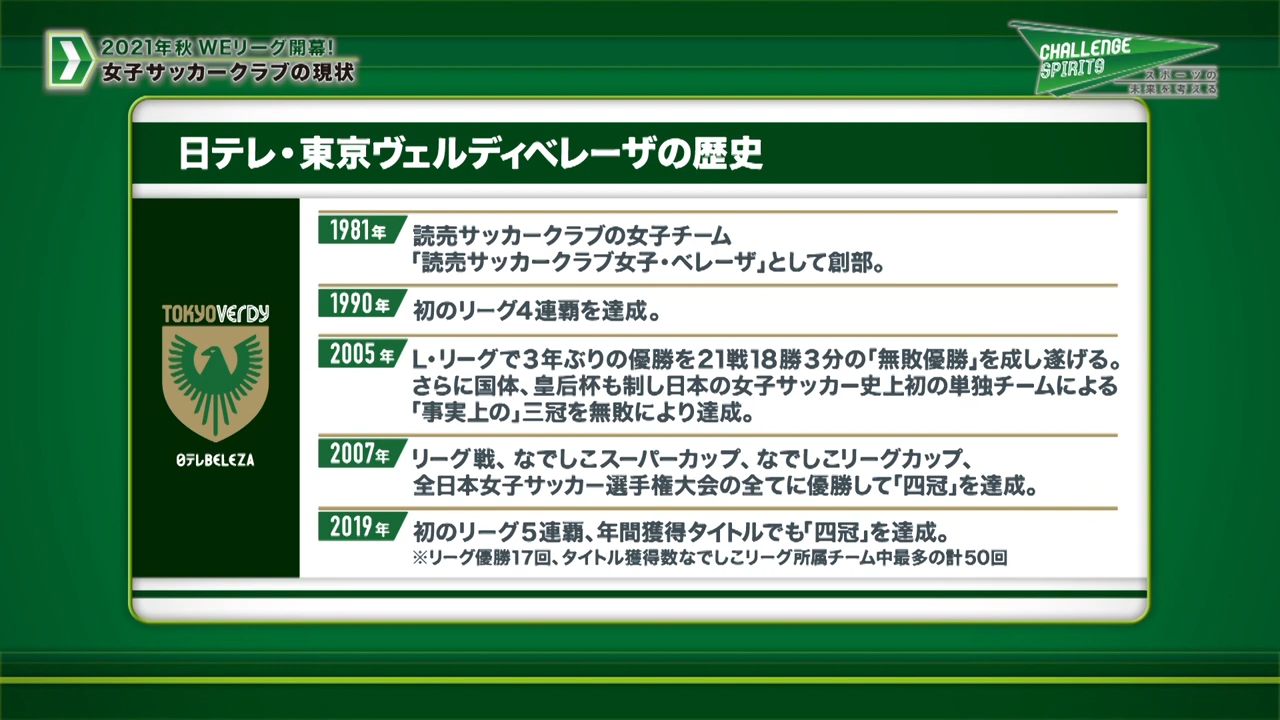 2021年秋 WEリーグ開幕!
女子サッカークラブの現状
CHALLENGE
SPIRITS
スポーツの
未来を考える
日テレ・東京ヴェルディベレーザの歴史
TOKYO VERDY
日テレBELEZA
1981年
読売サッカークラブの女子チーム
「読売サッカークラブ女子・ベレーザ」として創部。
1990年
初のリーグ4連覇を達成。
2005年
L・リーグで3年ぶりの優勝を21戦18勝3分の「無敗優勝」を成し遂げる。
さらに国体、皇后杯も制し日本の女子サッカー史上初の単独チームによる
「事実上の」三冠を無敗により達成。
2007年
リーグ戦、なでしこスーパーカップ、なでしこリーグカップ、
全日本女子サッカー選手権大会の全てに優勝して「四冠」を達成。
2019年
初のリーグ5連覇、年間獲得タイトルでも「四冠」を達成。
※リーグ優勝17回、タイトル獲得数なでしこリーグ所属チーム中最多の計50回